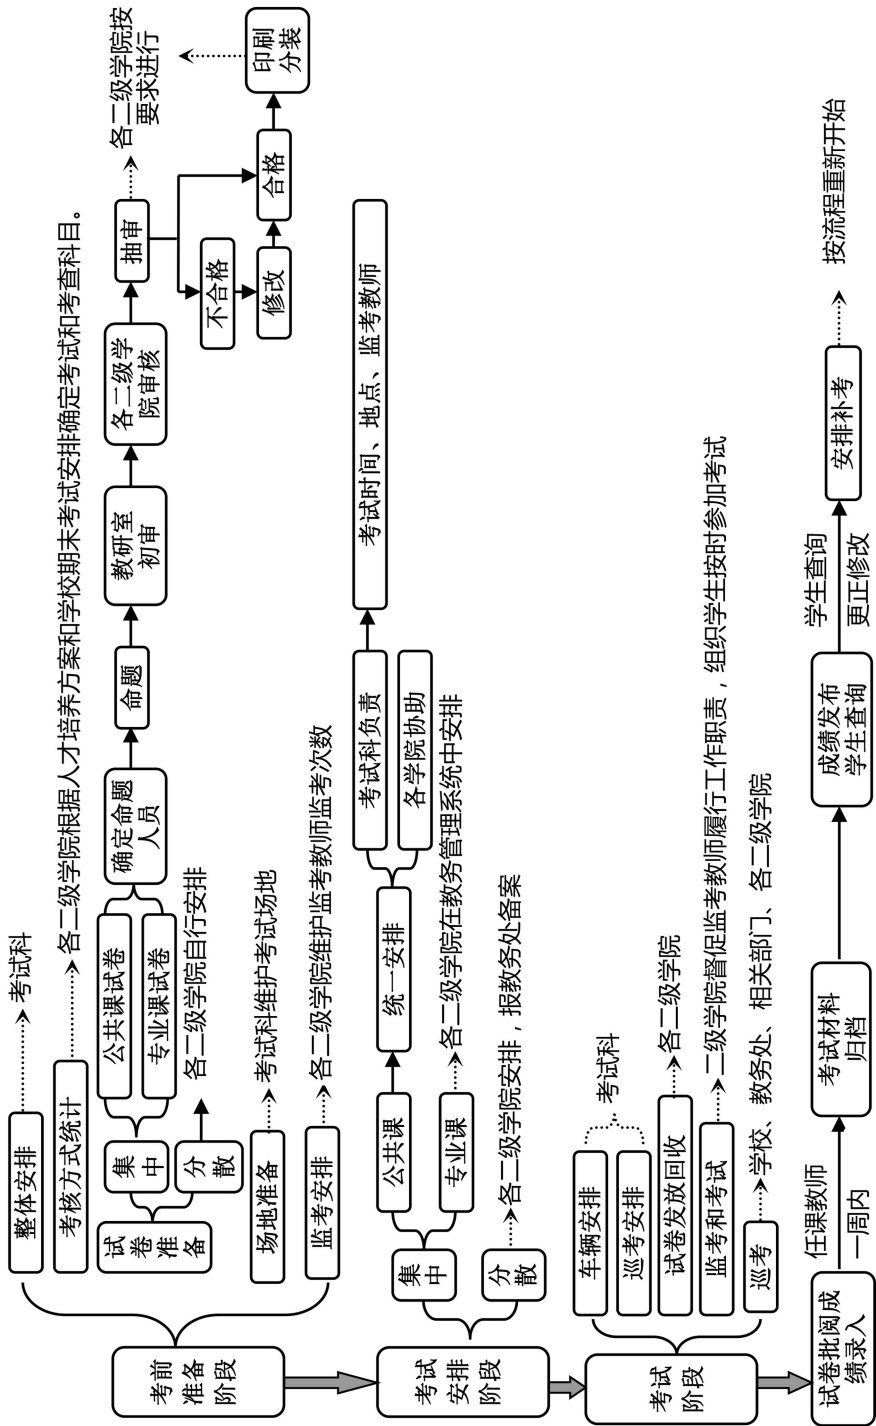 考前
准备
阶段
整体安排
考试科
考核方式统计
各二级学院根据人才培养方案和学校期末考试安排确定考试和考查科目。
试
卷
准
备
集
中
公共课试卷
专业课试卷
确定命题
人员
命题
教研室
初审
各二级学
院审核
抽审
各二级学院按
要求进行
不合格
修改
合格
印刷
分装
分
散
各二级学院自行安排
场地准备
考试科维护考试场地
监考安排
各二级学院维护监考教师监考次数
考试
安排
阶段
集
中
公共课
统一安排
考试科负责
各学院协助
考试时间、地点、监考教师
专业课
各二级学院在教务管理系统中安排
分
散
各二级学院安排，报教务处备案
考试
阶段
车辆安排
巡考安排
考试科
试卷发放回收
各二级学院
监考和考试
二级学院督促监考教师履行工作职责，组织学生按时参加考试
巡考
学校、教务处、相关部门、各二级学院
试卷批阅成
绩录入
任课教师
一周内
考试材料
归档
成绩发布
学生查询
学生查询
更正修改
安排补考
按流程重新开始